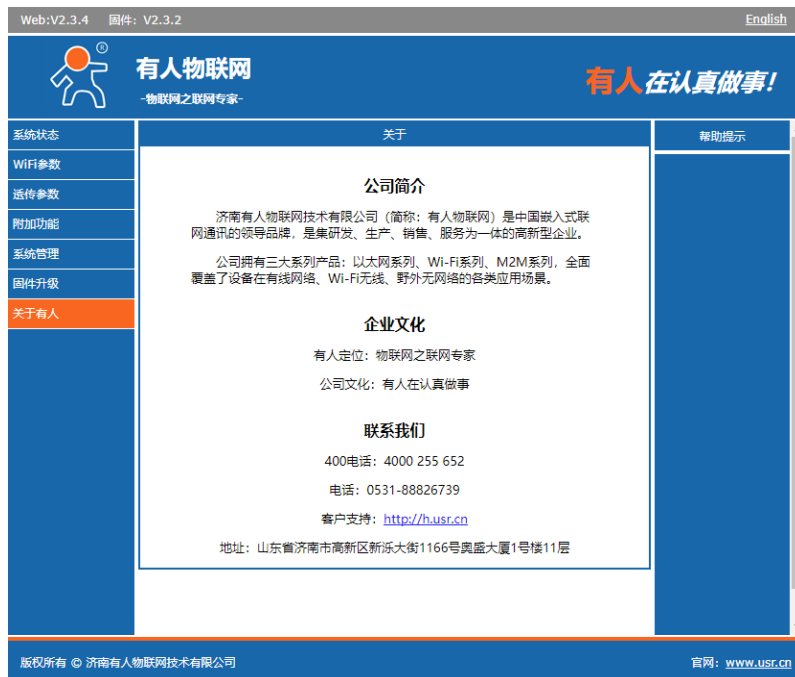 Web:V2.3.4 固件: V2.3.2 English
®
有人物联网
-物联网之联网专家-
有人在认真做事!
系统状态
WiFi参数
透传参数
附加功能
系统管理
固件升级
关于有人
关于
公司简介
济南有人物联网技术有限公司（简称：有人物联网）是中国嵌入式联
网通讯的领导品牌，是集研发、生产、销售、服务为一体的高新型企业。
公司拥有三大系列产品：以太网系列、Wi-Fi系列、M2M系列，全面
覆盖了设备在有线网络、Wi-Fi无线、野外无网络的各类应用场景。
企业文化
有人定位：物联网之联网专家
公司文化：有人在认真做事
联系我们
400电话：4000 255 652
电话：0531-88826739
客户支持：http://h.usr.cn
地址：山东省济南市高新区新泺大街1166号奥盛大厦1号楼11层
帮助提示
版权所有 © 济南有人物联网技术有限公司 官网：www.usr.cn